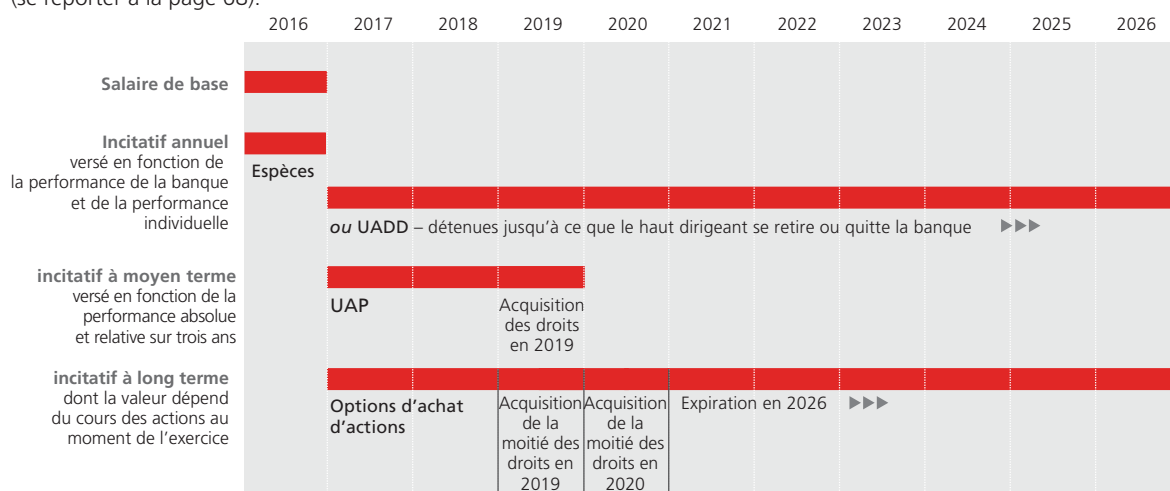 (se reporter à la page 68).
2016 2017 2018 2019 2020 2021 2022 2023 2024 2025 2026
Salaire de base
Incitatif annuel
versé en fonction de
la performance de la banque
et de la performance
individuelle
Espèces
ou UADD – détenues jusqu'à ce que le haut dirigeant se retire ou quitte la banque ▶▶▶
incitatif à moyen terme
versé en fonction de la
performance absolue
et relative sur trois ans
UAP
Acquisition
des droits
en 2019
incitatif à long terme
dont la valeur dépend
du cours des actions au
moment de l'exercice
Options d'achat
d'actions
Acquisition
de la
moitié des
droits en
2019
Acquisition
de la
moitié des
droits en
2020
Expiration en 2026 ▶▶▶